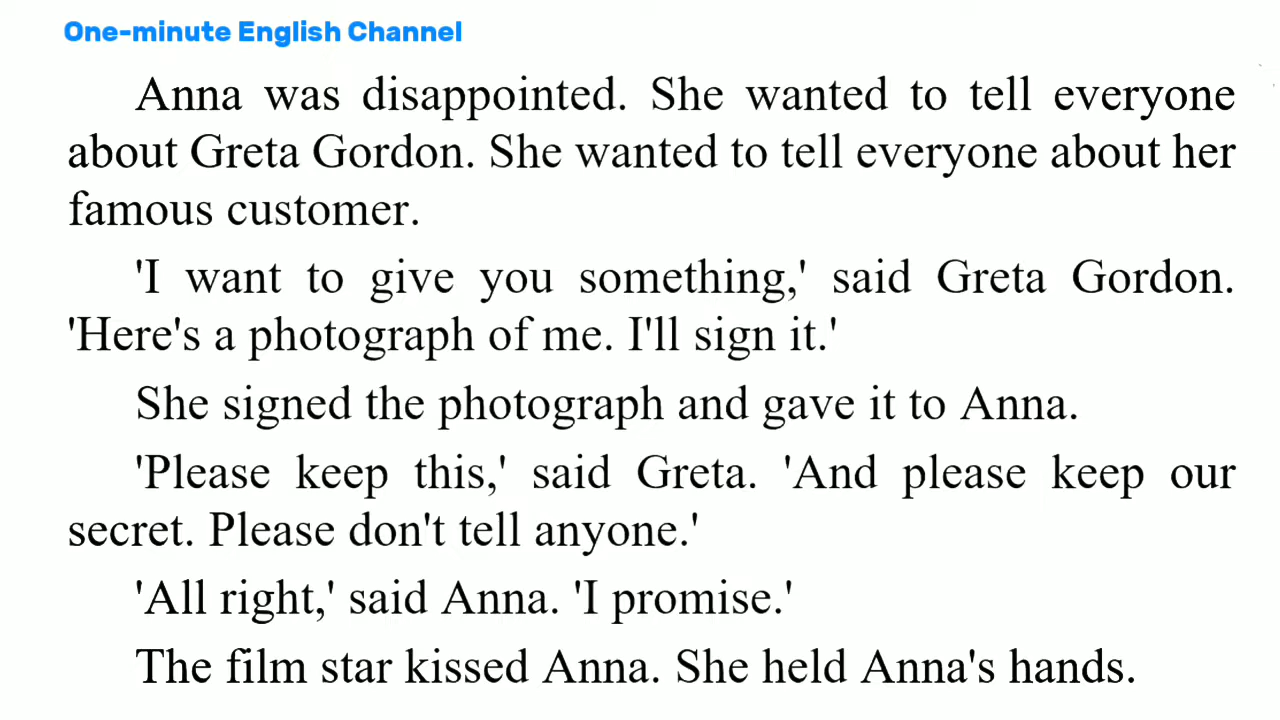 One-minute English Channel
Anna was disappointed. She wanted to tell everyone
about Greta Gordon. She wanted to tell everyone about her
famous customer.
'I want to give you something,' said Greta Gordon.
'Here's a photograph of me. I'll sign it.'
She signed the photograph and gave it to Anna.
'Please keep this,' said Greta. 'And please keep our
secret. Please don't tell anyone.'
'All right,' said Anna. 'I promise.'
The film star kissed Anna. She held Anna's hands.